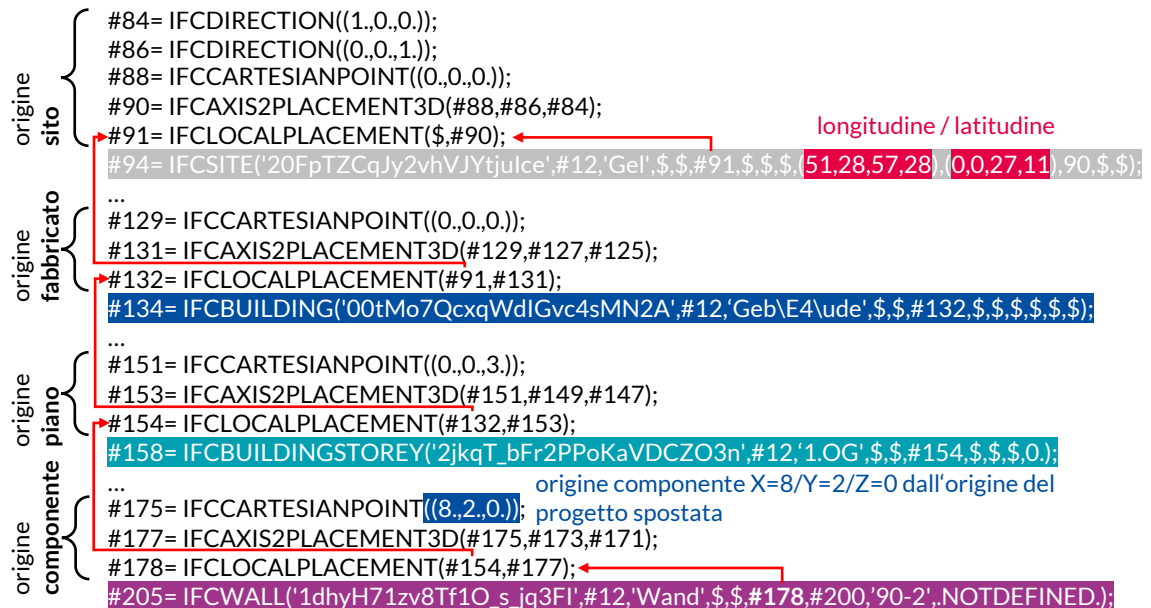 #84= IFCDIRECTION((1.,0.,0.));
#86= IFCDIRECTION((0.,0.,1.));
#88= IFCCARTESIANPOINT((0.,0.,0.));
#90= IFCAXIS2PLACEMENT3D(#88,#86,#84);
#91= IFCLOCALPLACEMENT($,#90);
origine
sito
longitudine / latitudine
#94= IFCSITE('20FpTZCqJy2vhVJYtjuIce',#12,'Gel',$,$,#91,$,$,$,(51,28,57,28),(0,0,27,11),90,$,$);
...
#129= IFCCARTESIANPOINT((0.,0.,0.));
#131= IFCAXIS2PLACEMENT3D(#129,#127,#125);
#132= IFCLOCALPLACEMENT(#91,#131);
origine
fabbricato
#134= IFCBUILDING('00tMo7QcxqWdIGvc4sMN2A',#12,‘Geb\E4\ude',$,$,#132,$,$,$,$,$,$);
...
#151= IFCCARTESIANPOINT((0.,0.,3.));
#153= IFCAXIS2PLACEMENT3D(#151,#149,#147);
#154= IFCLOCALPLACEMENT(#132,#153);
origine
piano
#158= IFCBUILDINGSTOREY('2jkqT_bFr2PPoKaVDCZO3n',#12,‘1.OG',$,$,#154,$,$,$,0.);
...
origine componente X=8/Y=2/Z=0 dall‘origine del
progetto spostata
#175= IFCCARTESIANPOINT((8.,2.,0.));
#177= IFCAXIS2PLACEMENT3D(#175,#173,#171);
#178= IFCLOCALPLACEMENT(#154,#177);
origine
componente
#205= IFCWALL('1dhyH71zv8Tf1O_s_jq3FI',#12,'Wand',$,$,#178,#200,'90-2',.NOTDEFINED.);